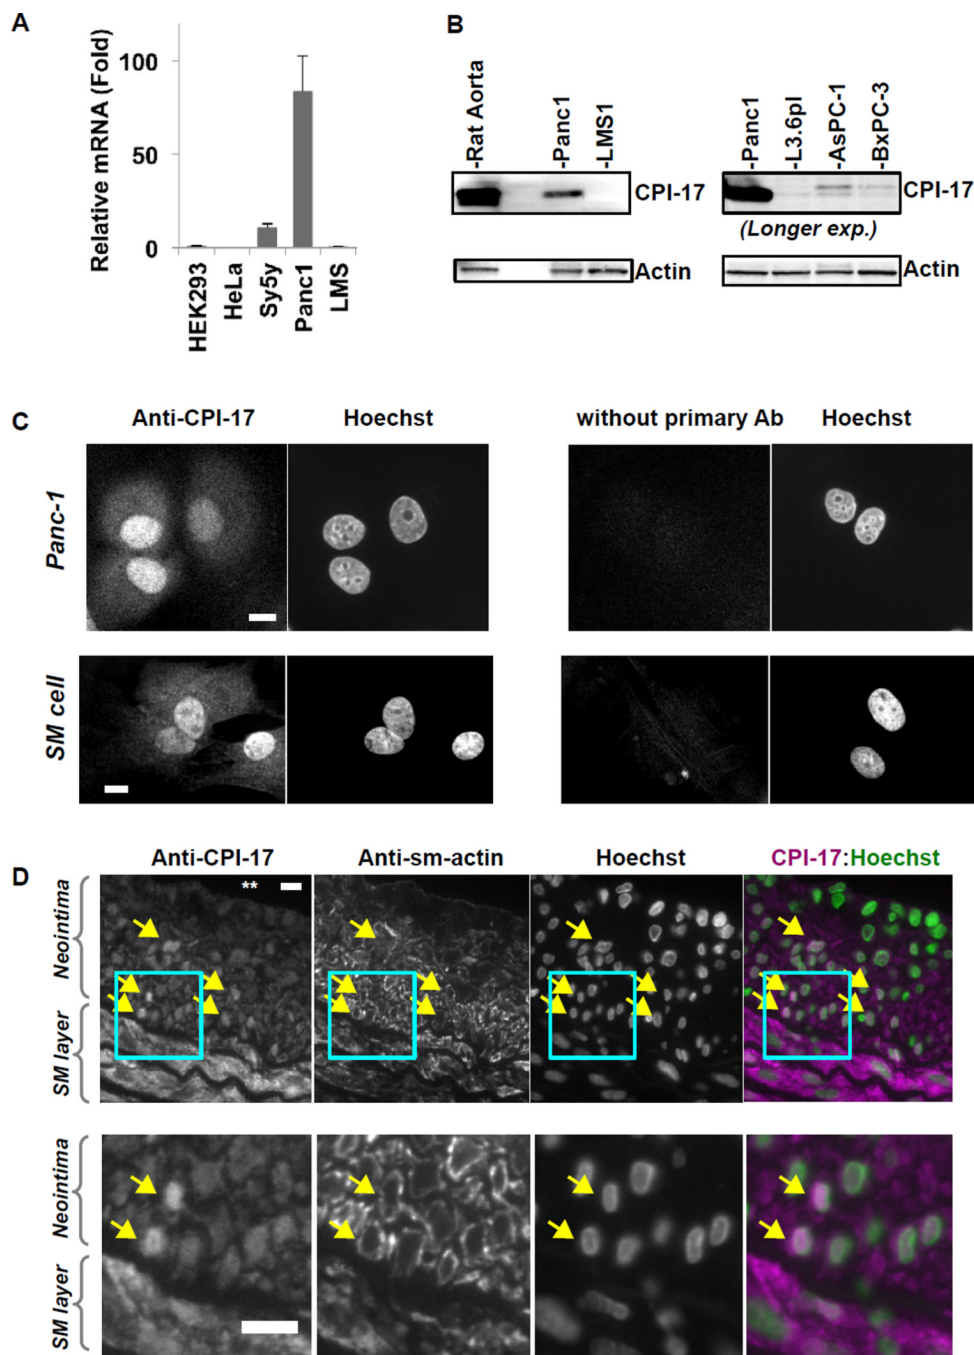 A
Relative mRNA (Fold)
100
50
0
HEK293
HeLa
Sy5y
Panc1
LMS
B
-Rat Aorta
-Panc1
-LMS1
CPI-17
Actin
-Panc1
-L3.6pl
-AsPC-1
-BxPC-3
CPI-17
(Longer exp.)
Actin
C
Anti-CPI-17
Hoechst
without primary Ab
Hoechst
Panc-1
SM cell
D
Anti-CPI-17
Anti-sm-actin
Hoechst
CPI-17:Hoechst
**
Neointima
SM layer
Neointima
SM layer